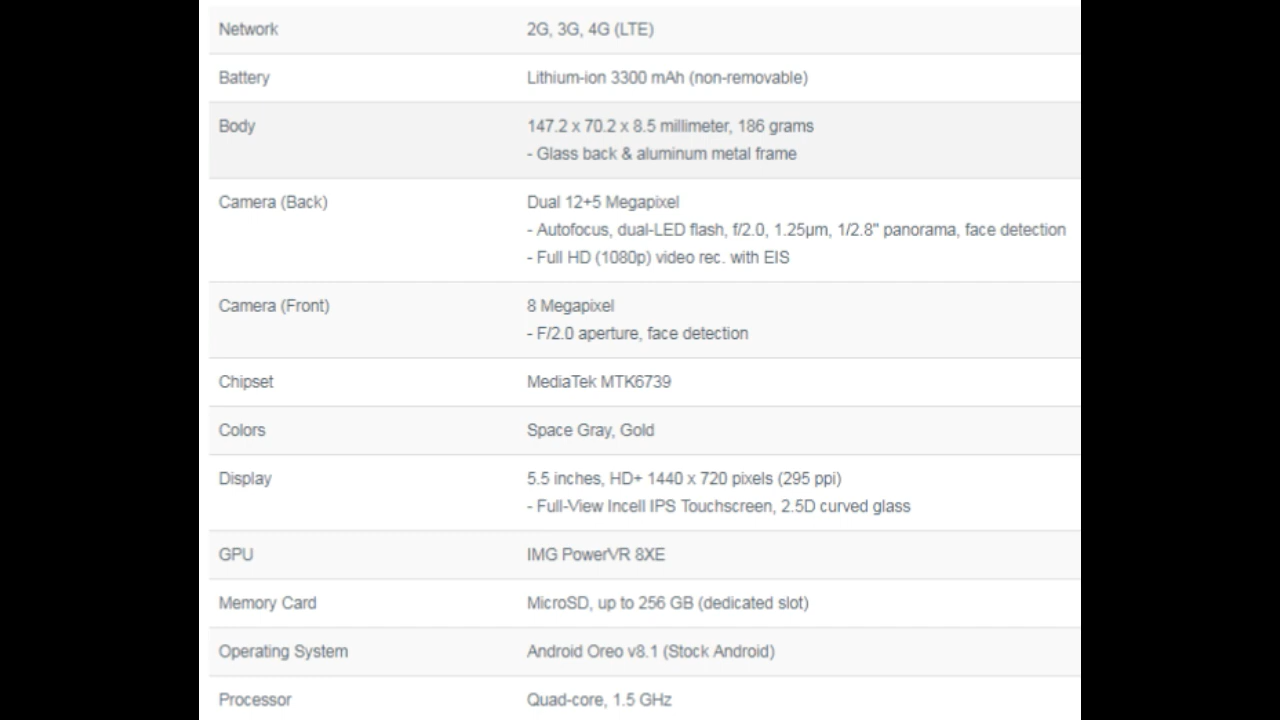 Network 2G, 3G, 4G (LTE)
Battery Lithium-ion 3300 mAh (non-removable)
Body 147.2 x 70.2 x 8.5 millimeter, 186 grams
- Glass back & aluminum metal frame
Camera (Back) Dual 12+5 Megapixel
- Autofocus, dual-LED flash, f/2.0, 1.25µm, 1/2.8" panorama, face detection
- Full HD (1080p) video rec. with EIS
Camera (Front) 8 Megapixel
- F/2.0 aperture, face detection
Chipset MediaTek MTK6739
Colors Space Gray, Gold
Display 5.5 inches, HD+ 1440 x 720 pixels (295 ppi)
- Full-View Incell IPS Touchscreen, 2.5D curved glass
GPU IMG PowerVR 8XE
Memory Card MicroSD, up to 256 GB (dedicated slot)
Operating System Android Oreo v8.1 (Stock Android)
Processor Quad-core, 1.5 GHz